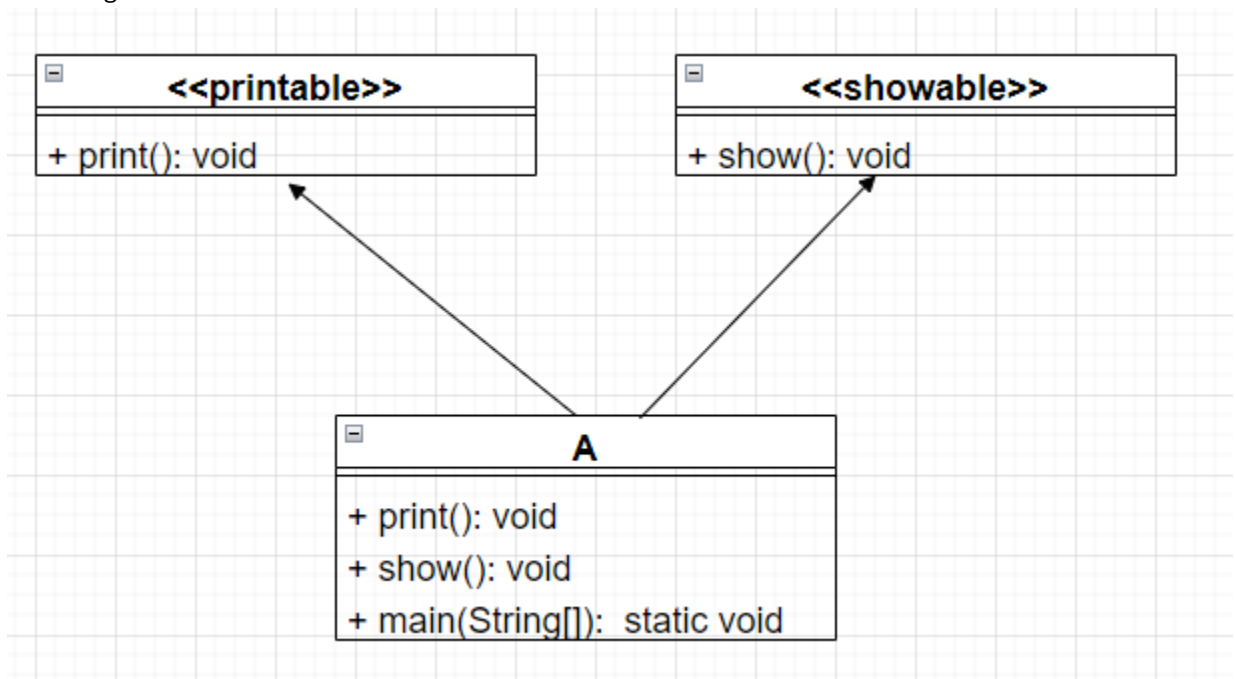 <<printable>>
+ print(): void
<<showable>>
+ show(): void
A
+ print(): void
+ show(): void
+ main(String[]):  static void